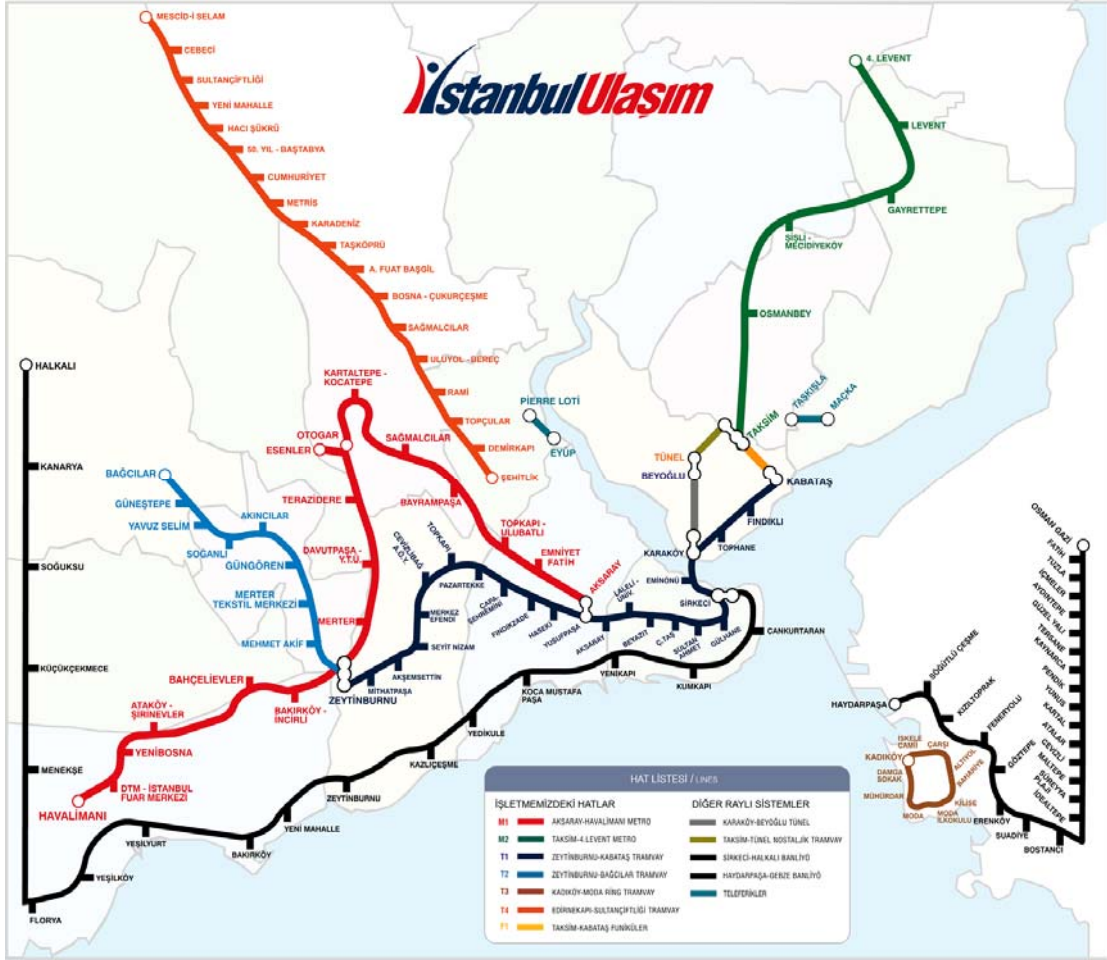 MESCİD-İ SELAM
CEBECİ
SULTANÇİFTLİĞİ
YENİ MAHALLE
HACI ŞÜKRÜ
50. YIL - BAŞTABYA
CUMHURİYET
METRİS
KARADENİZ
TAŞKÖPRÜ
A. FUAT BAŞGİL
BOSNA - ÇUKURÇEŞME
SAĞMALCILAR
ULUYOL - BEREÇ
RAMİ
TOPÇULAR
DEMİRKAPI
ŞEHİTLİK
istanbulUlaşım
4. LEVENT
LEVENT
GAYRETTEPE
ŞİŞLİ -
MECİDİYEKÖY
OSMANBEY
TAKSİM
TAŞKIŞLA
MAÇKA
PİERRE LOTİ
EYÜP
TÜNEL
BEYOĞLU
KABATAŞ
FINDIKLI
TOPHANE
KARAKÖY
EMİNÖNÜ
SİRKECİ
HALKALI
KANARYA
SOĞUKSU
KÜÇÜKÇEKMECE
MENEKŞE
FLORYA
YEŞİLKÖY
YEŞİLYURT
BAKIRKÖY
YENİ MAHALLE
ZEYTİNBURNU
KAZLIÇEŞME
YEDİKULE
KOCA MUSTAFA
PAŞA
YENİKAPI
KUMKAPI
CANKURTARAN
KARTALTEPE -
KOCATEPE
OTOGAR
ESENLER
SAĞMALCILAR
BAYRAMPAŞA
TOPKAPI -
ULUBATLI
EMNİYET
FATİH
AKSARAY
TERAZİDERE
DAVUTPAŞA -
Y.T.Ü.
MERTER
ZEYTİNBURNU
BAKIRKÖY -
İNCİRLİ
BAHÇELİEVLER
ATAKÖY -
ŞİRİNEVLER
YENİBOSNA
DTM - İSTANBUL
FUAR MERKEZİ
HAVALİMANI
BAĞCILAR
GÜNEŞTEPE
YAVUZ SELİM
SOĞANLI
AKINCILAR
GÜNGÖREN
MERTER
TEKSTIL MERKEZİ
MEHMET AKİF
MİTHATPAŞA
AKŞEMSETTİN
SEYİT NİZAM
MERKEZ
EFENDİ
CEVİZLİBAĞ
A.Ö.Y.
TOPKAPI
PAZARTEKKE
ÇAPA-
ŞEHREMİNİ
FINDIKZADE
HASEKİ
YUSUFPAŞA
AKSARAY
LALELİ-
ÜNİV.
BEYAZIT
Ç.TAŞ
SULTAN
AHMET
GÜLHANE
HAYDARPAŞA
SÖĞÜTLÜ ÇEŞME
KIZLTOPRAK
FENERYOLU
GÖZTEPE
ERENKÖY
SUADİYE
BOSTANCI
OSMAN GAZİ
FATİH
TUZLA
İÇMELER
AYDINTEPE
GÜZEL YALI
TERSANE
KAYNARCA
PENDİK
YUNUS
KARTAL
ATALAR
CEVİZLİ
MALTEPE
SÜREYYA
PLAJI
İDEALTEPE
KADIKÖY
İSKELE
CAMİİ
ÇARŞI
ALTIYOL
BAHARİYE
KİLİSE
MODA
İLKOKULU
MODA
MÜHÜRDAR
DAMGA
SOKAK
HAT LİSTESİ / LINES
İŞLETMEMİZDEKİ HATLAR
M1 AKSARAY-HAVALİMANI METRO
M2 TAKSİM-4.LEVENT METRO
T1 ZEYTİNBURNU-KABATAŞ TRAMVAY
T2 ZEYTİNBURNU-BAĞCILAR TRAMVAY
T3 KADIKÖY-MODA RING TRAMVAY
T4 EDİRNEKAPI-SULTANÇİFTLİĞİ TRAMVAY
F1 TAKSİM-KABATAŞ FUNİKÜLER
DİĞER RAYLI SİSTEMLER
KARAKÖY-BEYOĞLU TÜNEL
TAKSİM-TÜNEL NOSTALJİK TRAMVAY
SİRKECİ-HALKALI BANLİYÖ
HAYDARPAŞA-GEBZE BANLİYÖ
TELEFERİKLER